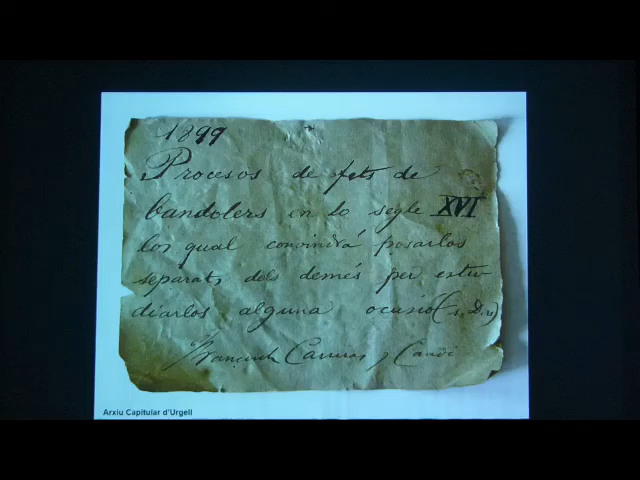 1899
Procesos de fets de
bandolers en lo segle XVI
los qual convindrá posarlos
separats dels demés per estu-
diarlos alguna ocasió (s. D. v)
Francisch Carreras y Candi
Arxiu Capitular d'Urgell